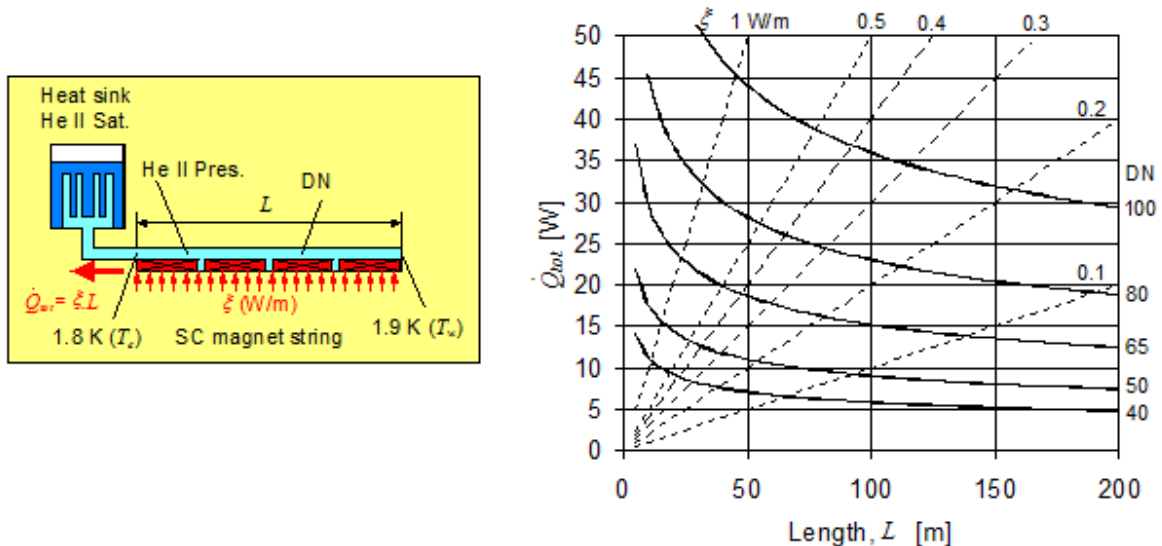 Heat sink
He II Sat.
He II Pres.
DN
L
Q̇tot = ξ.L
ξ (W/m)
1.8 K (Tc)
SC magnet string
1.9 K (Tw)
ξ 1 W/m 0.5 0.4 0.3
0.2
0.1
50
45
40
35
30
25
20
15
10
5
0
Q̇tot [W]
DN
100
80
65
50
40
0 50 100 150 200
Length, L [m]